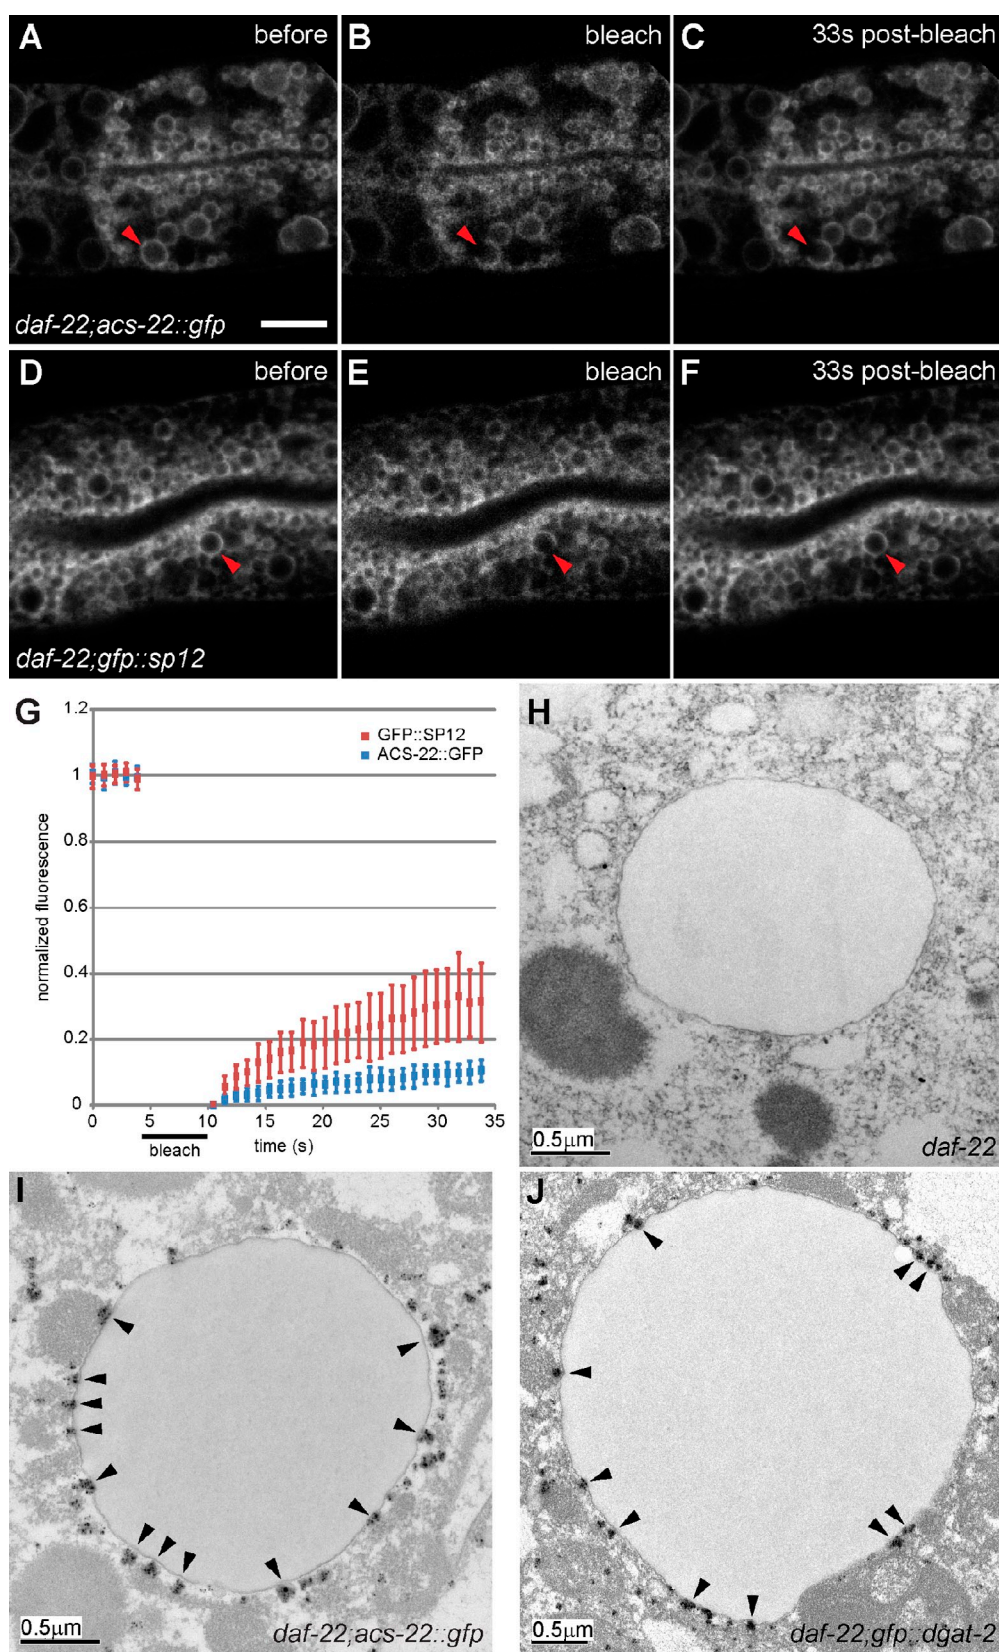 A before
B bleach
C 33s post-bleach
daf-22;acs-22::gfp
D before
E bleach
F 33s post-bleach
daf-22;gfp::sp12
G
1.2
1
0.8
0.6
0.4
0.2
0
normalized fluorescence
GFP::SP12
ACS-22::GFP
0 5 10 15 20 25 30 35
bleach
time (s)
H
0.5µm
daf-22
I
0.5µm
daf-22;acs-22::gfp
J
0.5µm
daf-22;gfp::dgat-2